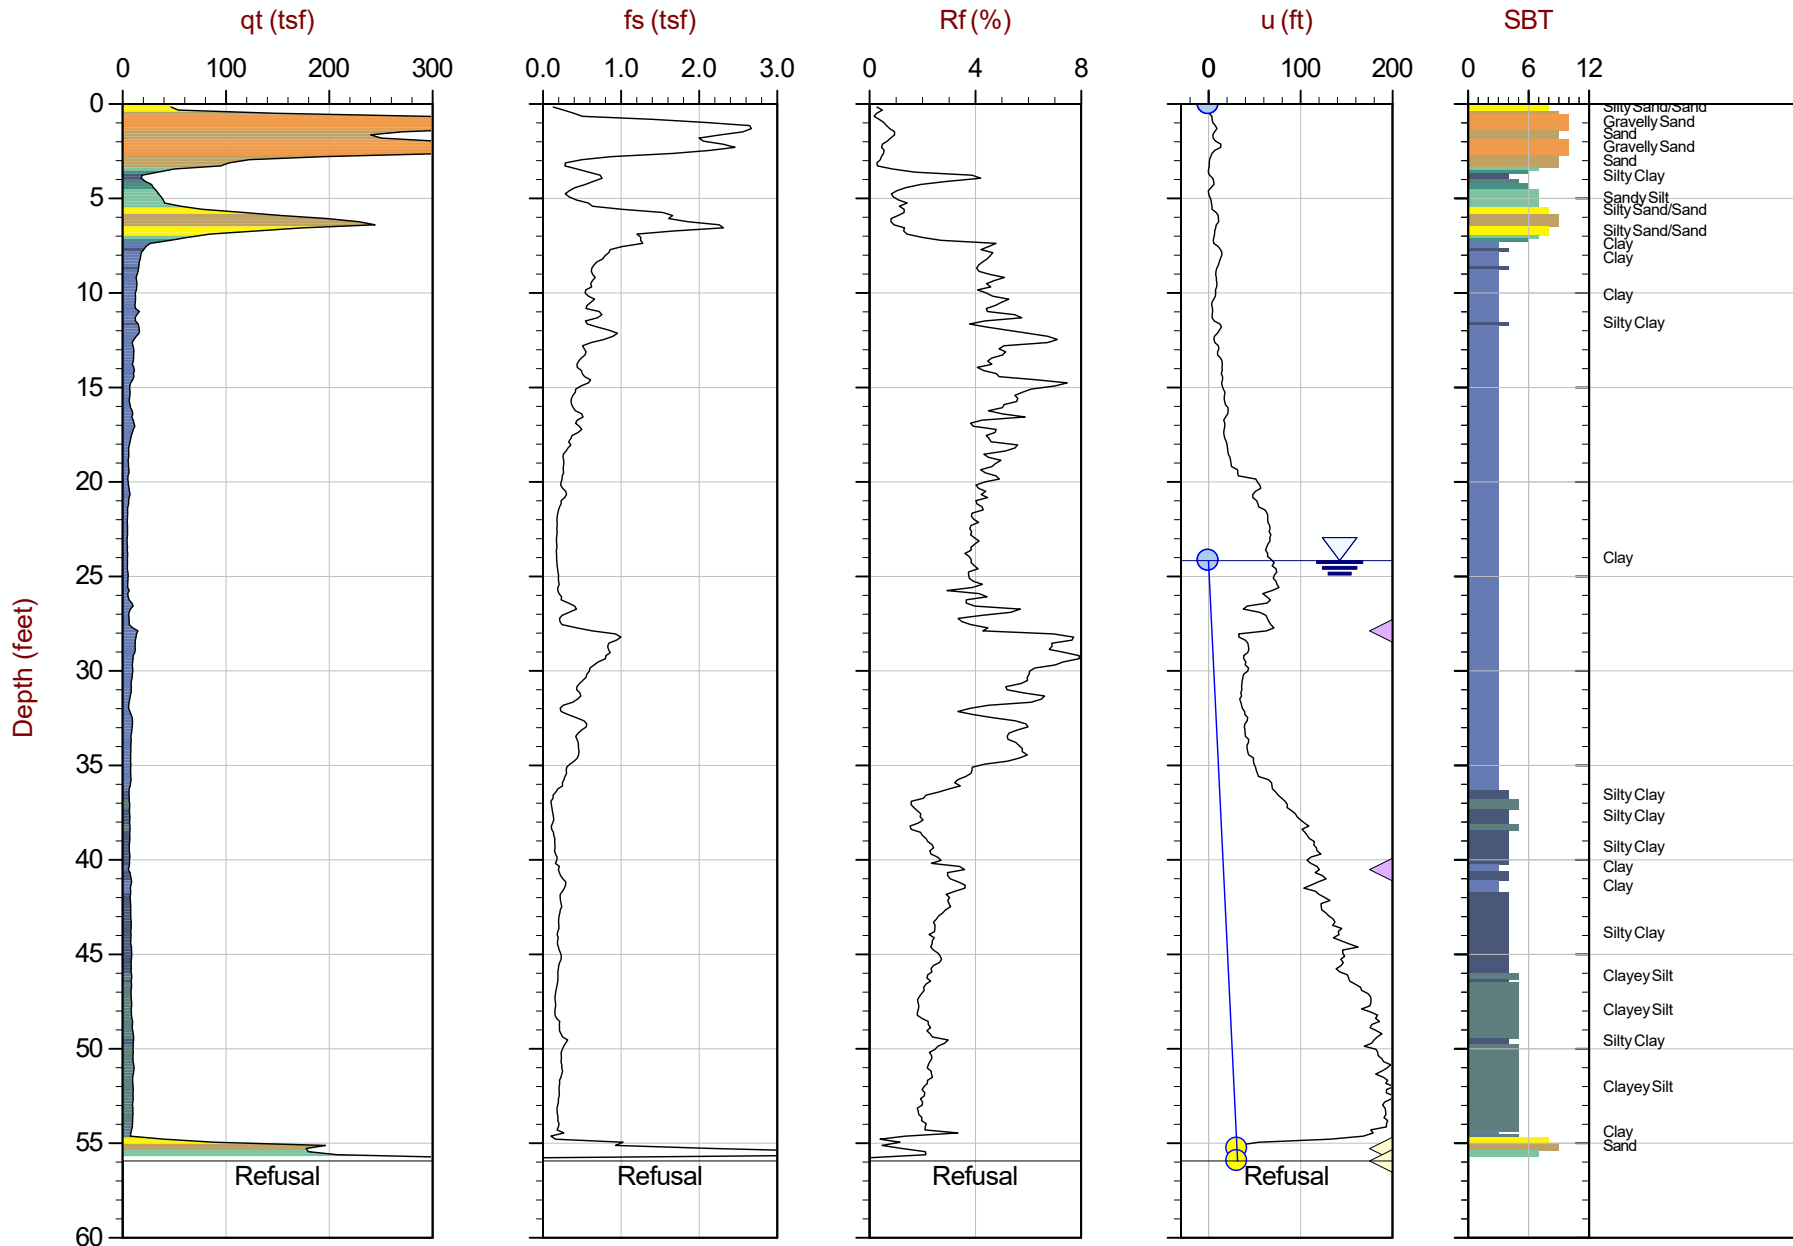 qt (tsf) fs (tsf) Rf (%) u (ft) SBT
0 100 200 300 0.0 1.0 2.0 3.0 0 4 8 0 100 200 0 6 12
0
5
10
15
20
25
30
35
40
45
50
55
60
Depth (feet)
Silty Sand/Sand
Gravelly Sand
Sand
Gravelly Sand
Sand
Silty Clay
Sandy Silt
Silty Sand/Sand
Silty Sand/Sand
Clay
Clay
Clay
Silty Clay
Clay
Silty Clay
Silty Clay
Silty Clay
Clay
Clay
Silty Clay
Clayey Silt
Clayey Silt
Silty Clay
Clayey Silt
Clay
Sand
Refusal Refusal Refusal Refusal